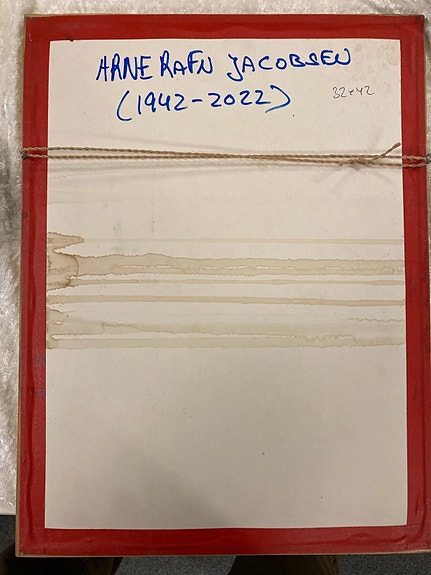 ARNE RAFN JACOBSEN
(1942-2022)
32x42